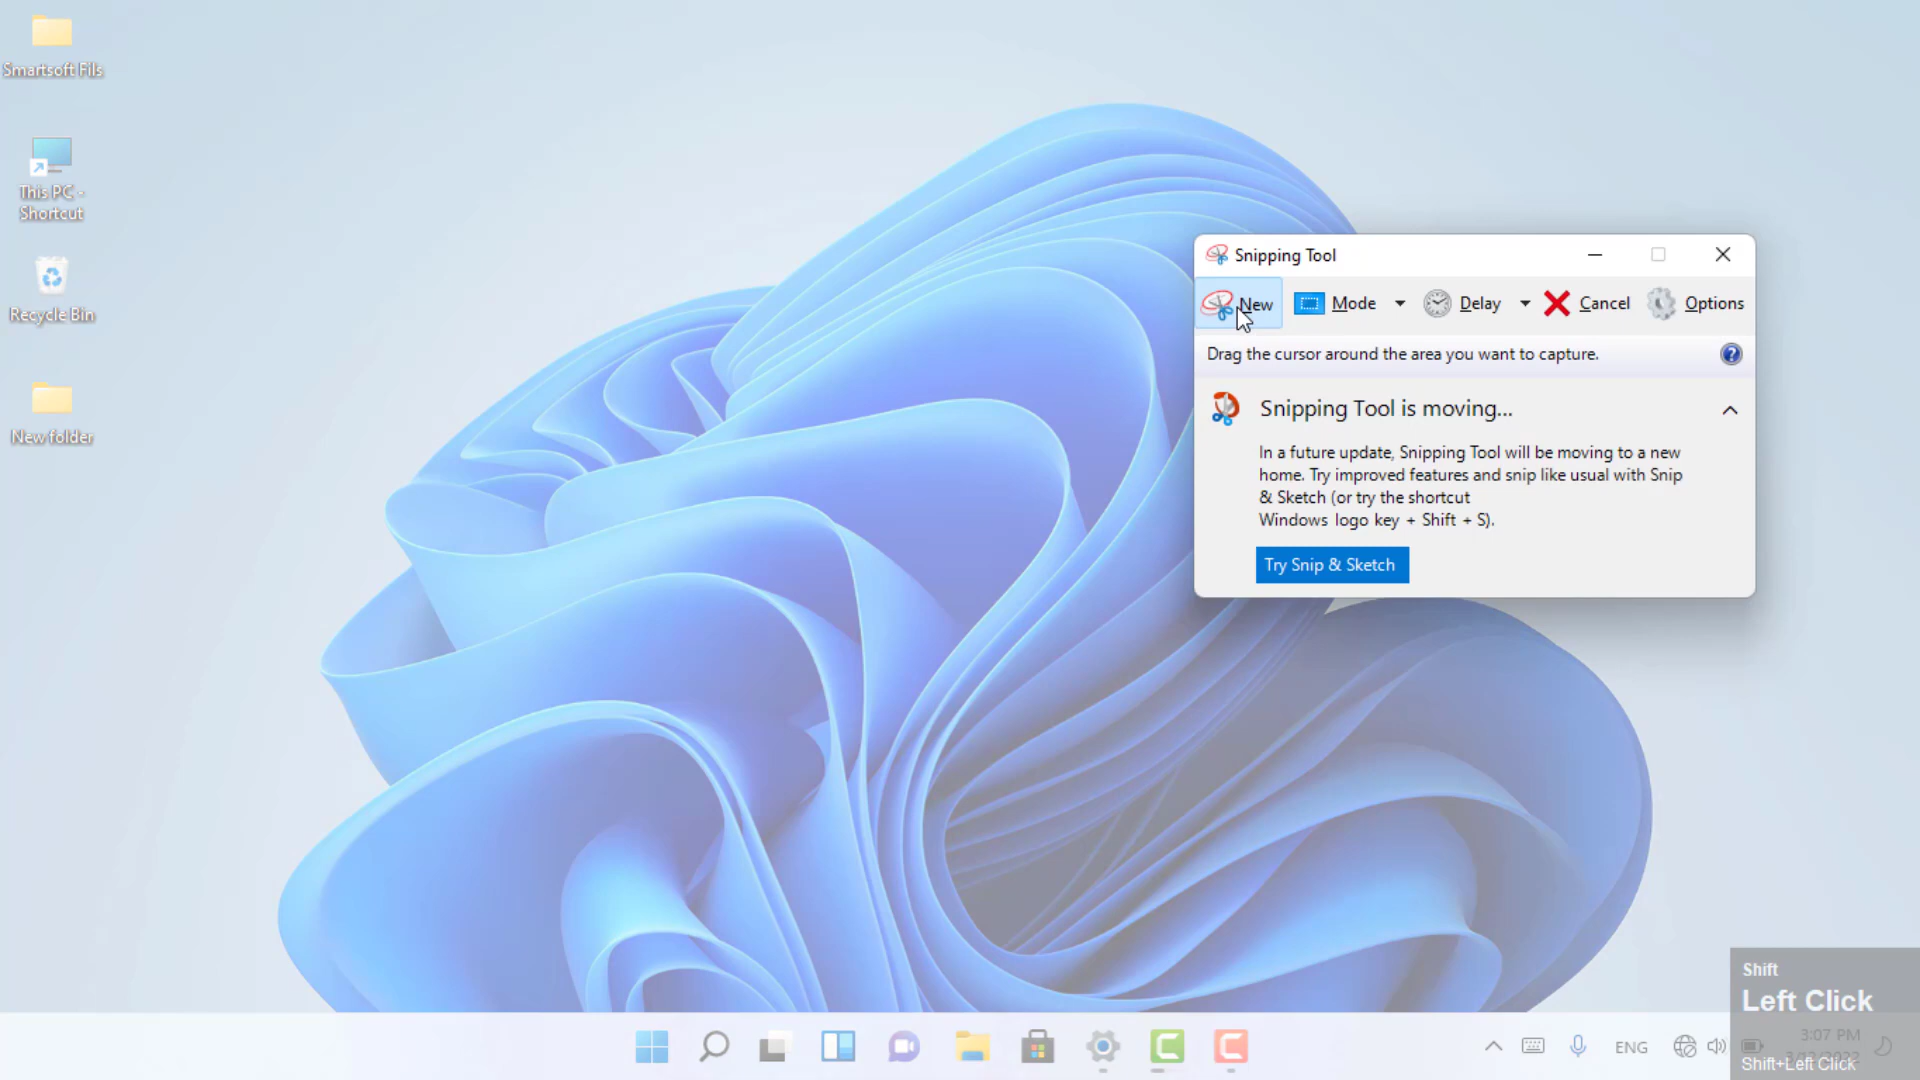 Smartsoft Fils
This PC -
Shortcut
Recycle Bin
New folder
Snipping Tool
New Mode Delay Cancel Options
Drag the cursor around the area you want to capture.
Snipping Tool is moving...
In a future update, Snipping Tool will be moving to a new
home. Try improved features and snip like usual with Snip
& Sketch (or try the shortcut
Windows logo key + Shift + S).
Try Snip & Sketch
Shift
Left Click
ENG
3:07 PM
Shift+Left Click